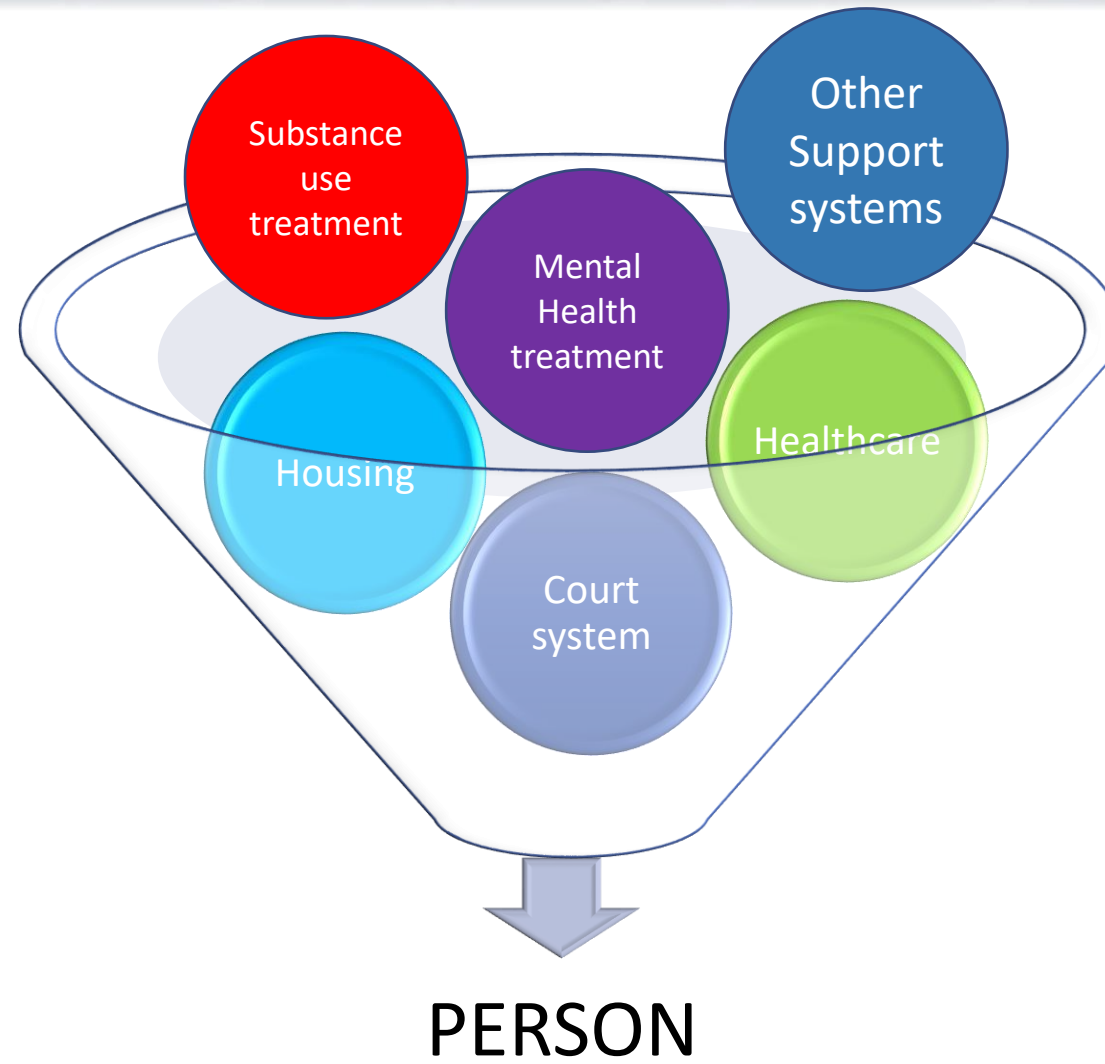 Substance
use
treatment
Other
Support
systems
Mental
Health
treatment
Housing
Healthcare
Court
system
PERSON